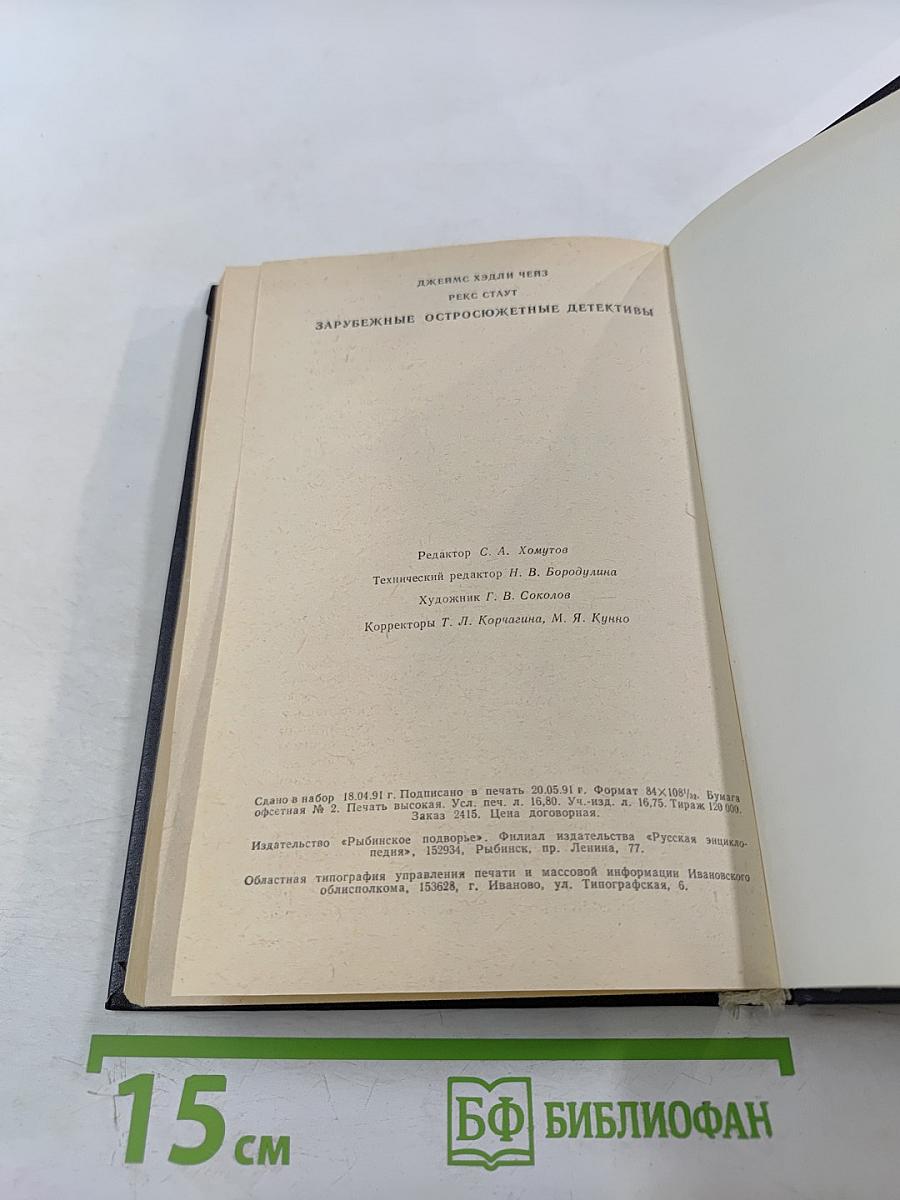 ДЖЕЙМС ХЭДЛИ ЧЕЙЗ
РЕКС СТАУТ
ЗАРУБЕЖНЫЕ ОСТРОСЮЖЕТНЫЕ ДЕТЕКТИВЫ
Редактор С. А. Хомутов
Технический редактор Н. В. Бородулина
Художник Г. В. Соколов
Корректоры Т. Л. Корчагина, М. Я. Кунно
Сдано в набор 18.04.91 г. Подписано в печать 20.05.91 г. Формат 84×108¹/₃₂. Бумага
офсетная № 2. Печать высокая. Усл. печ. л. 16,80. Уч.-изд. л. 16,75. Тираж 120 000.
Заказ 2415. Цена договорная.
Издательство «Рыбинское подворье». Филиал издательства «Русская энцикло-
педия», 152934, Рыбинск, пр. Ленина, 77.
Областная типография управления печати и массовой информации Ивановского
облисполкома, 153628, г. Иваново, ул. Типографская, 6.
15 см
БФ БИБЛИОФАН